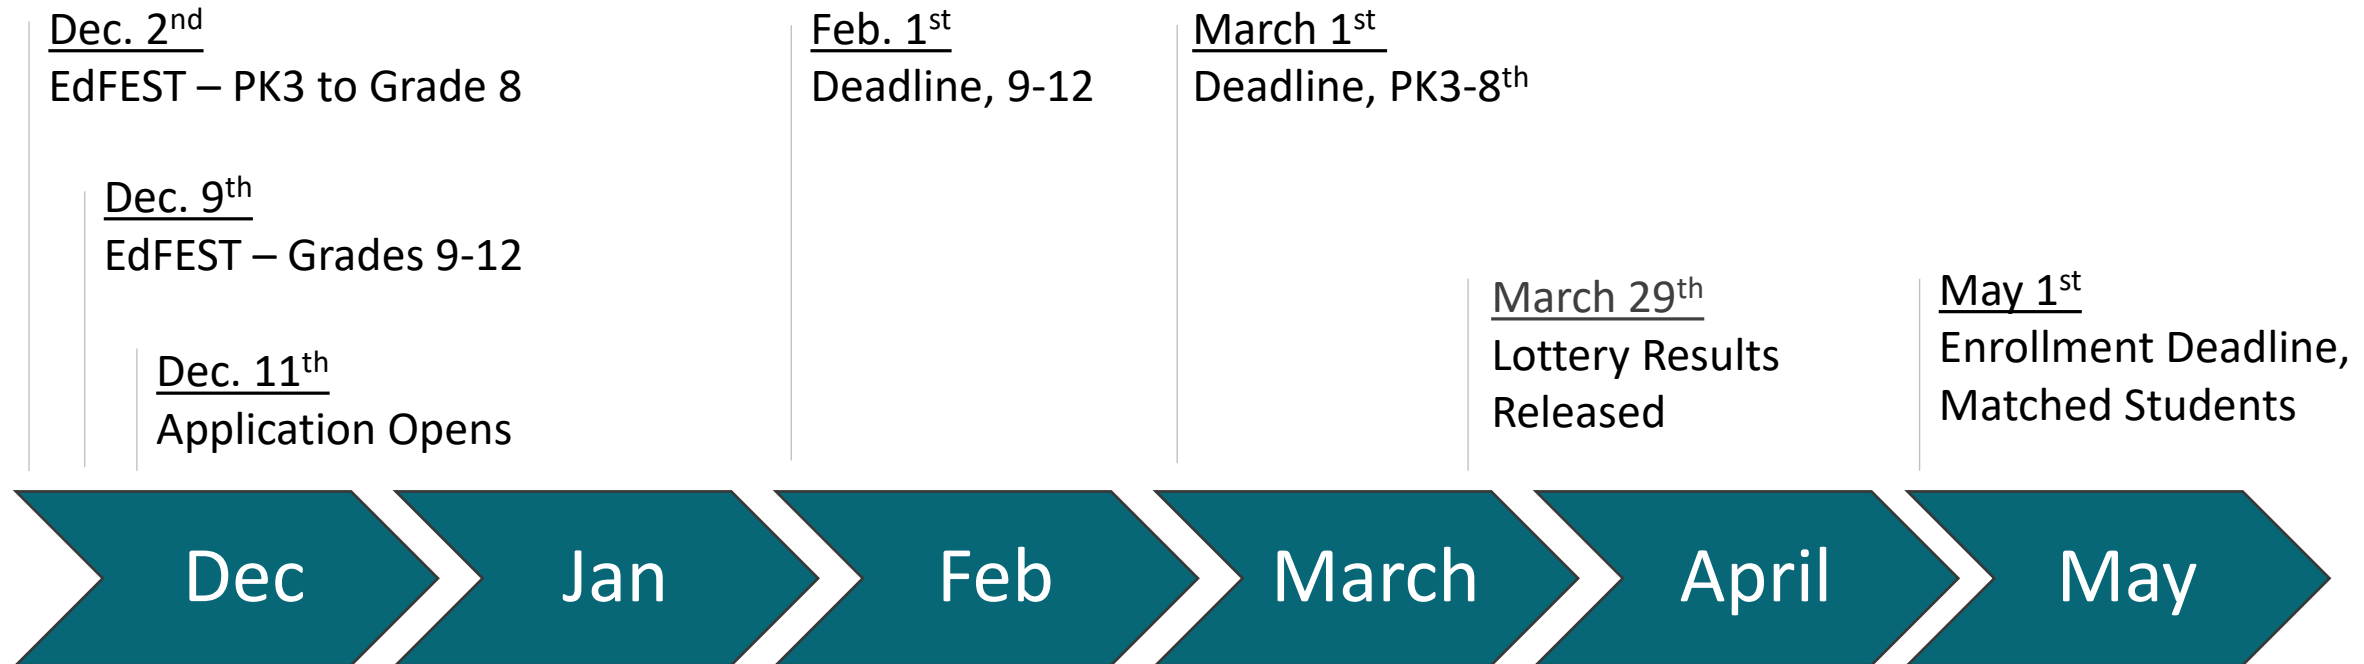 Dec. 2nd
EdFEST – PK3 to Grade 8
Dec. 9th
EdFEST – Grades 9-12
Dec. 11th
Application Opens
Feb. 1st
Deadline, 9-12
March 1st
Deadline, PK3-8th
March 29th
Lottery Results
Released
May 1st
Enrollment Deadline,
Matched Students
Dec
Jan
Feb
March
April
May